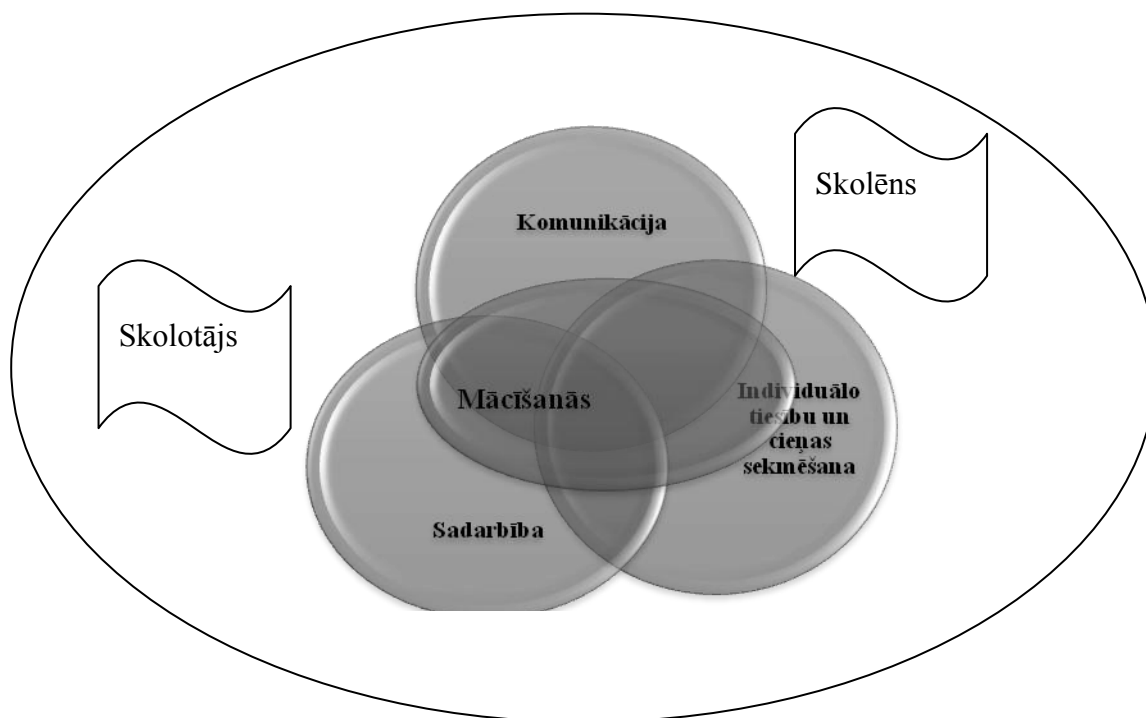 Komunikācija
Skolēns
Skolotājs
Mācīšanās
Individuālo
tiesību un
cieņas
sekmēšana
Sadarbība